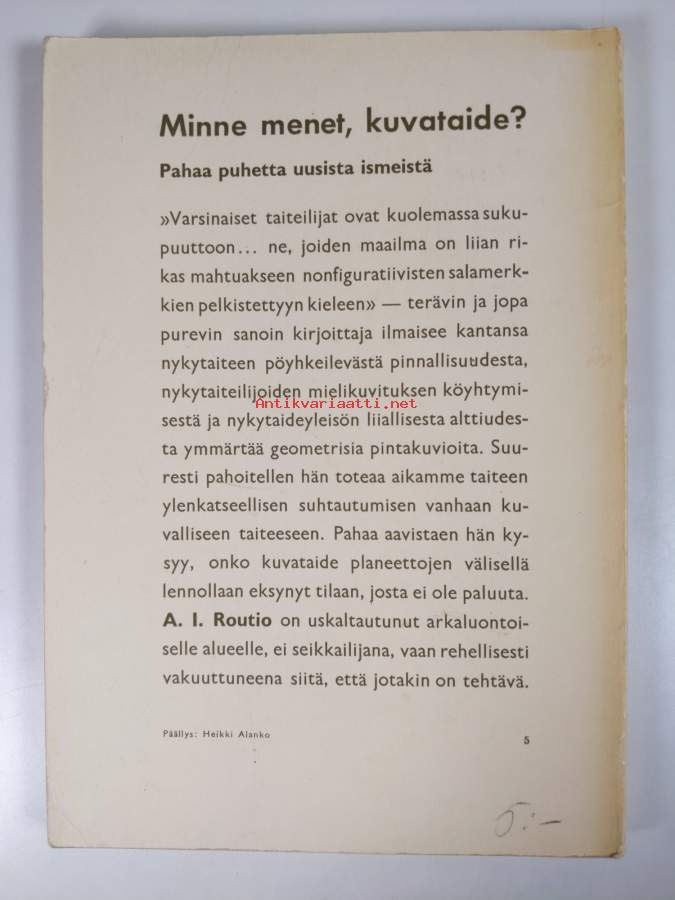 Minne menet, kuvataide?
Pahaa puhetta uusista ismeistä
»Varsinaiset taiteilijat ovat kuolemassa suku-
puuttoon... ne, joiden maailma on liian ri-
kas mahtuakseen nonfiguratiivisten salamerk-
kien pelkistettyyn kieleen» — terävin ja jopa
purevin sanoin kirjoittaja ilmaisee kantansa
nykytaiteen pöyhkeilevästä pinnallisuudesta,
nykytaiteilijoiden mielikuvituksen köyhtymi-
Antikvariaatti.net
sestä ja nykytaideyleisön liiallisesta alttiudes-
ta ymmärtää geometrisia pintakuvioita. Suu-
resti pahoitellen hän toteaa aikamme taiteen
ylenkatseellisen suhtautumisen vanhaan ku-
valliseen taiteeseen. Pahaa aavistaen hän ky-
syy, onko kuvataide planeettojen välisellä
lennollaan eksynyt tilaan, josta ei ole paluuta.
A. I. Routio on uskaltautunut arkaluontoi-
selle alueelle, ei seikkailijana, vaan rehellisesti
vakuuttuneena siitä, että jotakin on tehtävä.
Päällys: Heikki Alanko
5
5:-